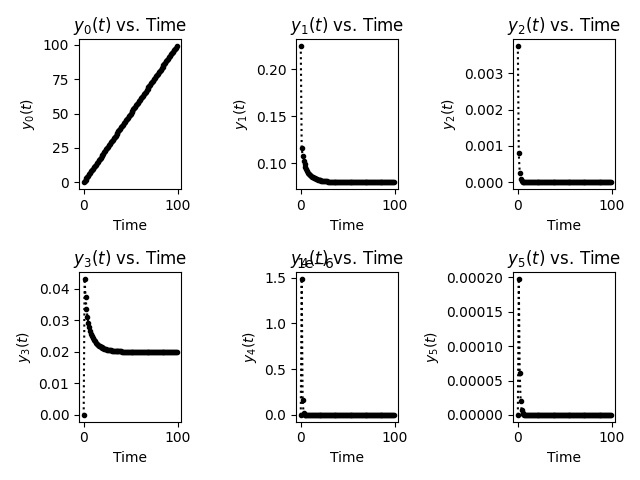 y₀(t) vs. Time
y₁(t) vs. Time
y₂(t) vs. Time
y₀(t)
100
75
50
25
0
0
100
Time
y₁(t)
0.20
0.15
0.10
0
100
Time
y₂(t)
0.003
0.002
0.001
0.000
0
100
Time
y₃(t) vs. Time
y₄(t) vs. Time
1e−6
y₅(t) vs. Time
y₃(t)
0.04
0.03
0.02
0.01
0.00
0
100
Time
y₄(t)
1.5
1.0
0.5
0.0
0
100
Time
y₅(t)
0.00020
0.00015
0.00010
0.00005
0.00000
0
100
Time